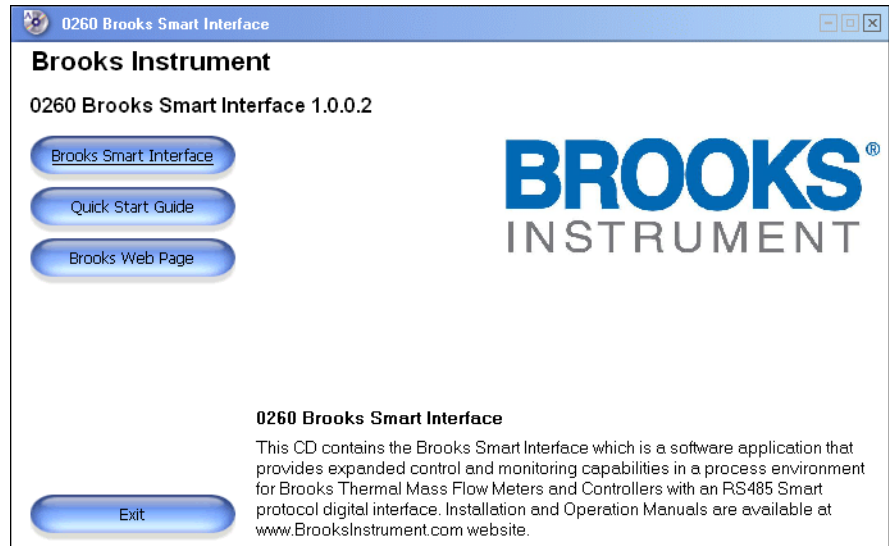 0260 Brooks Smart Interface
Brooks Instrument
0260 Brooks Smart Interface 1.0.0.2
Brooks Smart Interface
Quick Start Guide
Brooks Web Page
BROOKS®
INSTRUMENT
0260 Brooks Smart Interface
This CD contains the Brooks Smart Interface which is a software application that
provides expanded control and monitoring capabilities in a process environment
for Brooks Thermal Mass Flow Meters and Controllers with an RS485 Smart
protocol digital interface. Installation and Operation Manuals are available at
www.BrooksInstrument.com website.
Exit